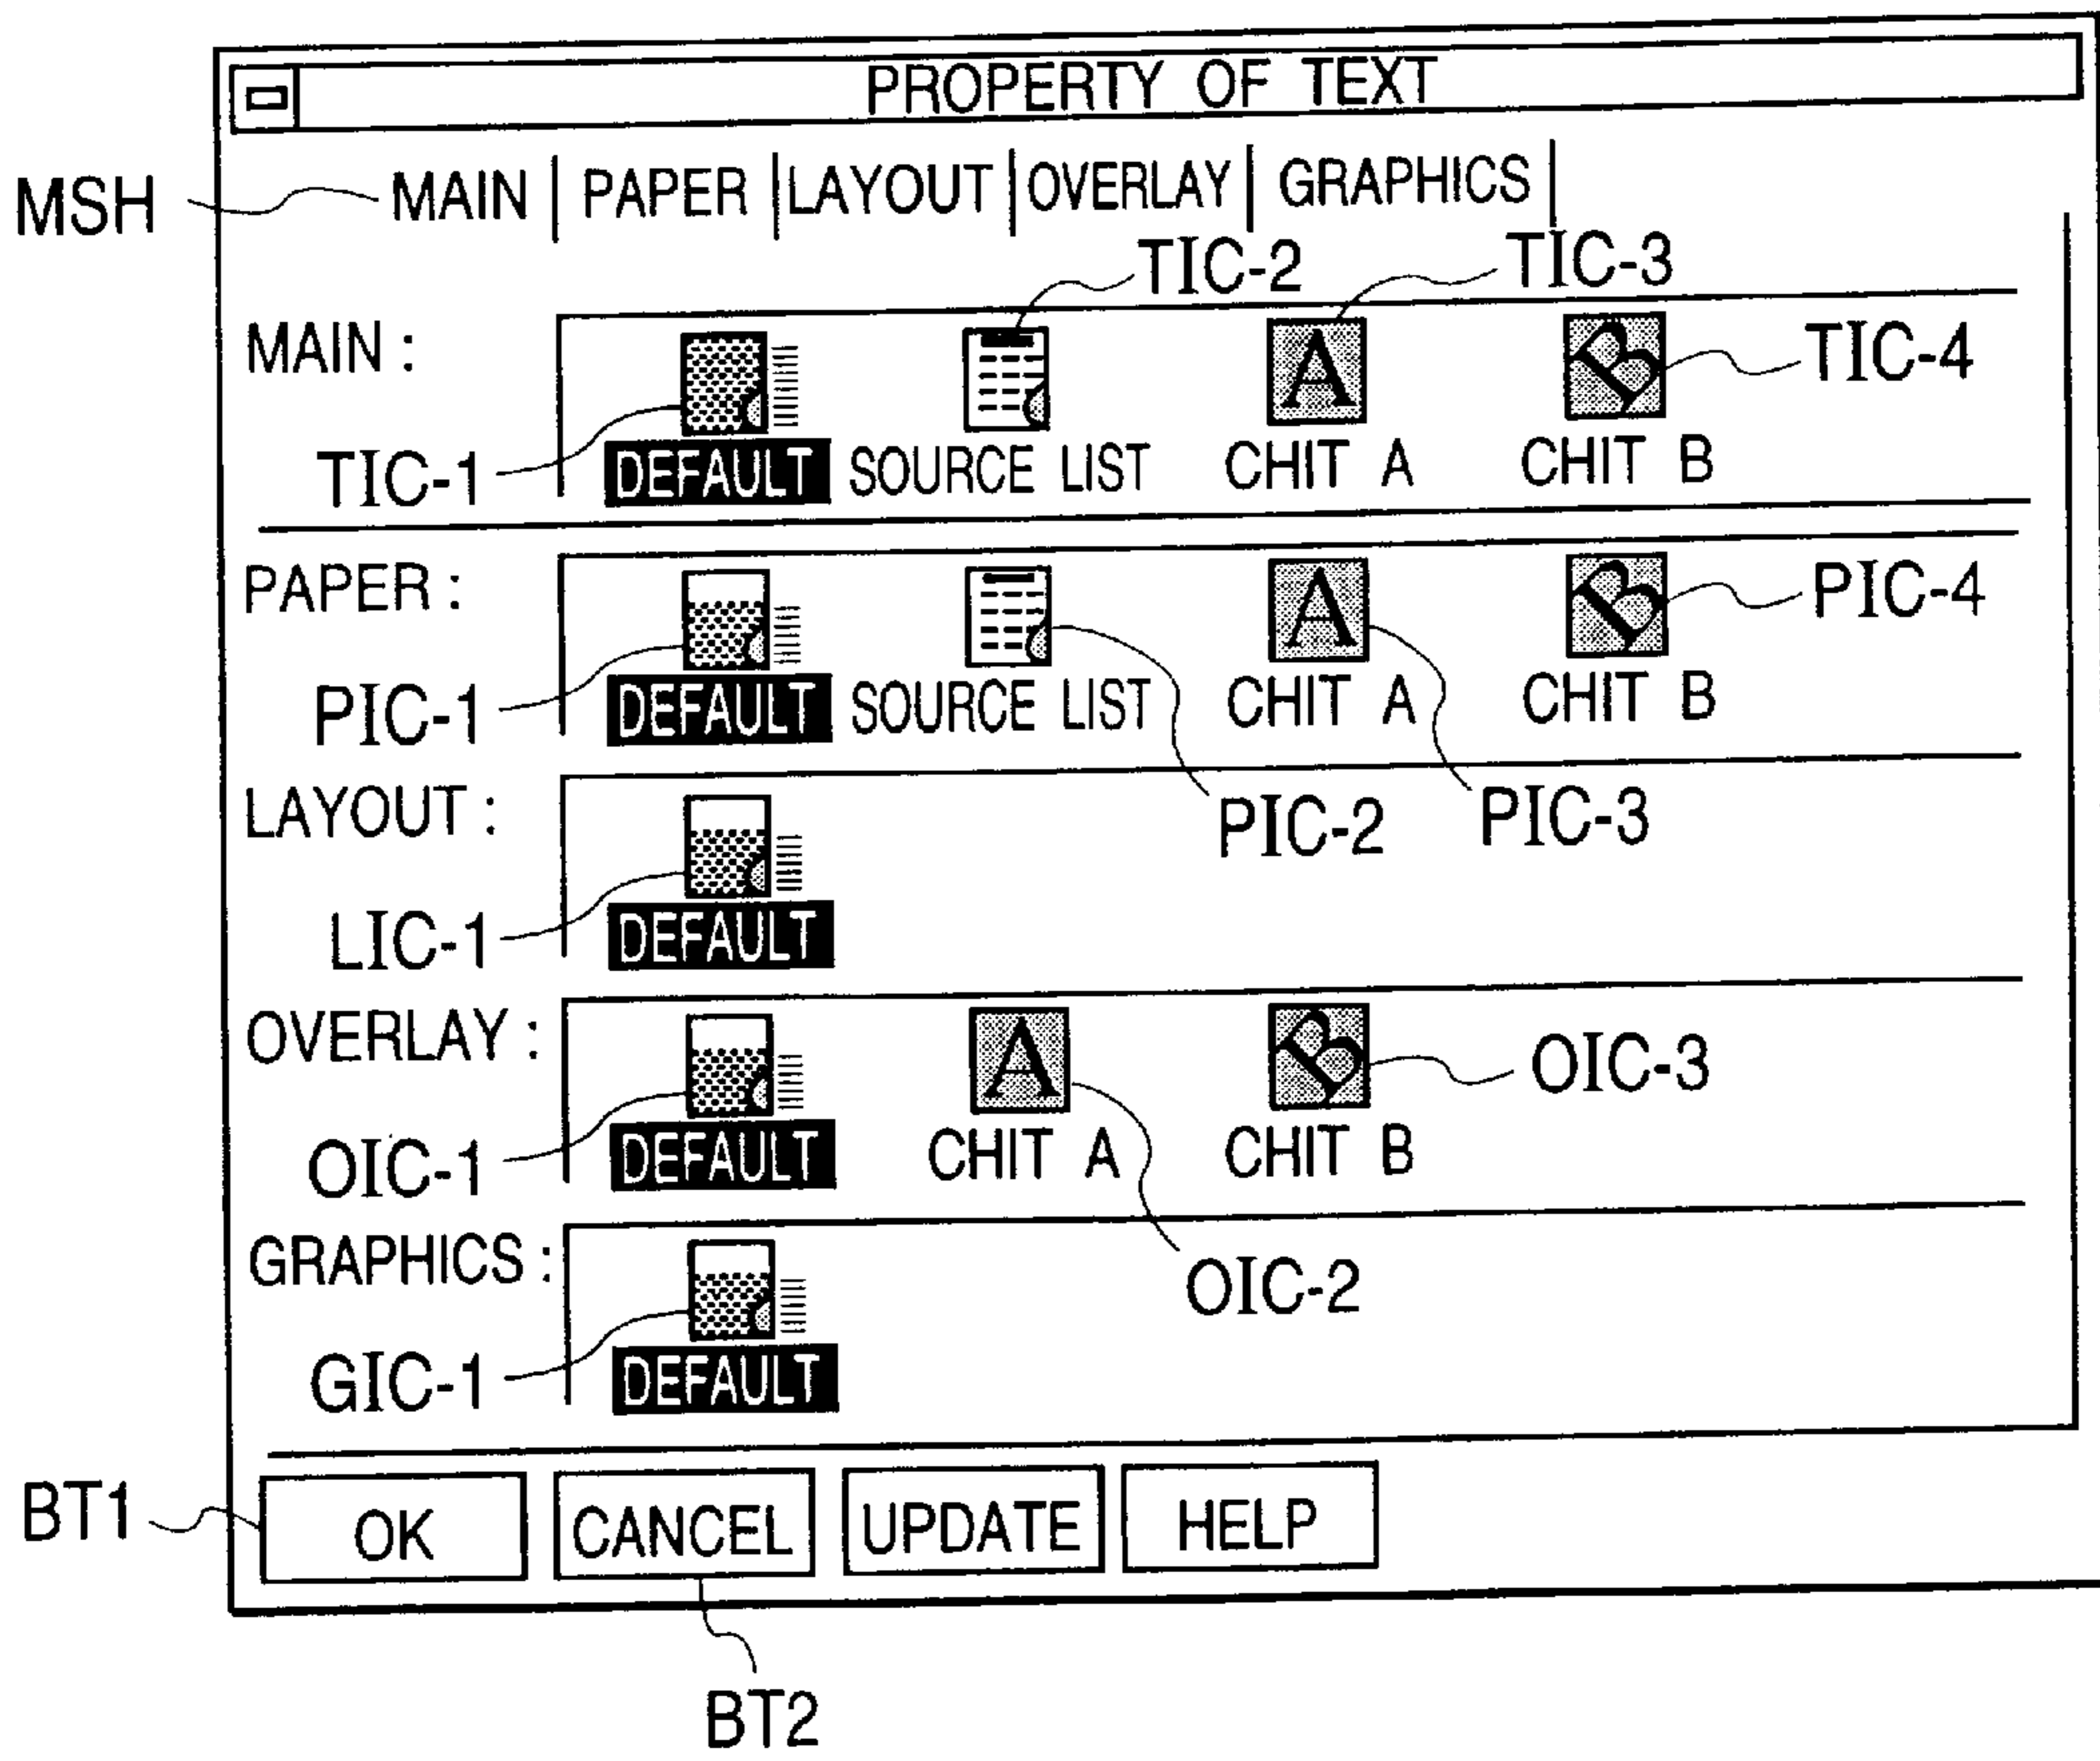 PROPERTY OF TEXT
MSH MAIN PAPER LAYOUT OVERLAY GRAPHICS
TIC-2 TIC-3
MAIN : A B TIC-4
TIC-1 DEFAULT SOURCE LIST CHIT A CHIT B
PAPER : A B PIC-4
PIC-1 DEFAULT SOURCE LIST CHIT A CHIT B
LAYOUT : PIC-2 PIC-3
LIC-1 DEFAULT
OVERLAY : A B OIC-3
OIC-1 DEFAULT CHIT A CHIT B
GRAPHICS : OIC-2
GIC-1 DEFAULT
BT1 OK CANCEL UPDATE HELP
BT2